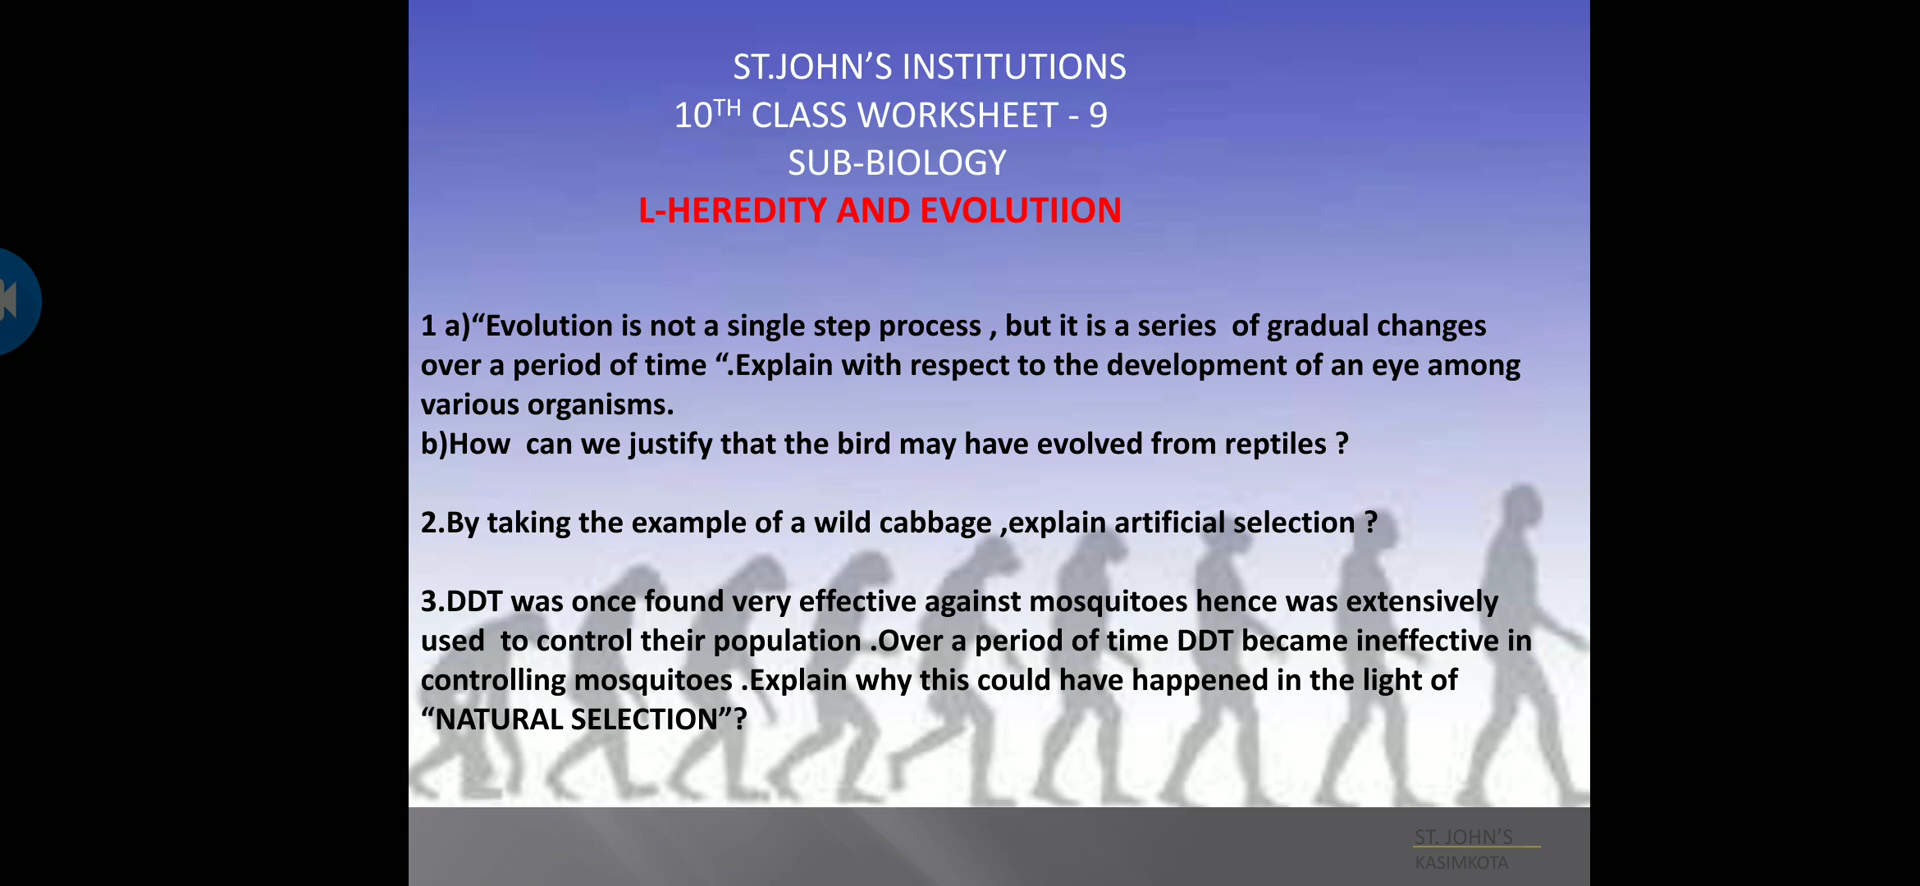 ST.JOHN’S INSTITUTIONS
10TH CLASS WORKSHEET - 9
SUB-BIOLOGY
L-HEREDITY AND EVOLUTIION
1 a)“Evolution is not a single step process , but it is a series  of gradual changes
over a period of time “.Explain with respect to the development of an eye among
various organisms.
b)How  can we justify that the bird may have evolved from reptiles ?
2.By taking the example of a wild cabbage ,explain artificial selection ?
3.DDT was once found very effective against mosquitoes hence was extensively
used  to control their population .Over a period of time DDT became ineffective in
controlling mosquitoes .Explain why this could have happened in the light of
“NATURAL SELECTION”?
ST. JOHN’S
KASIMKOTA